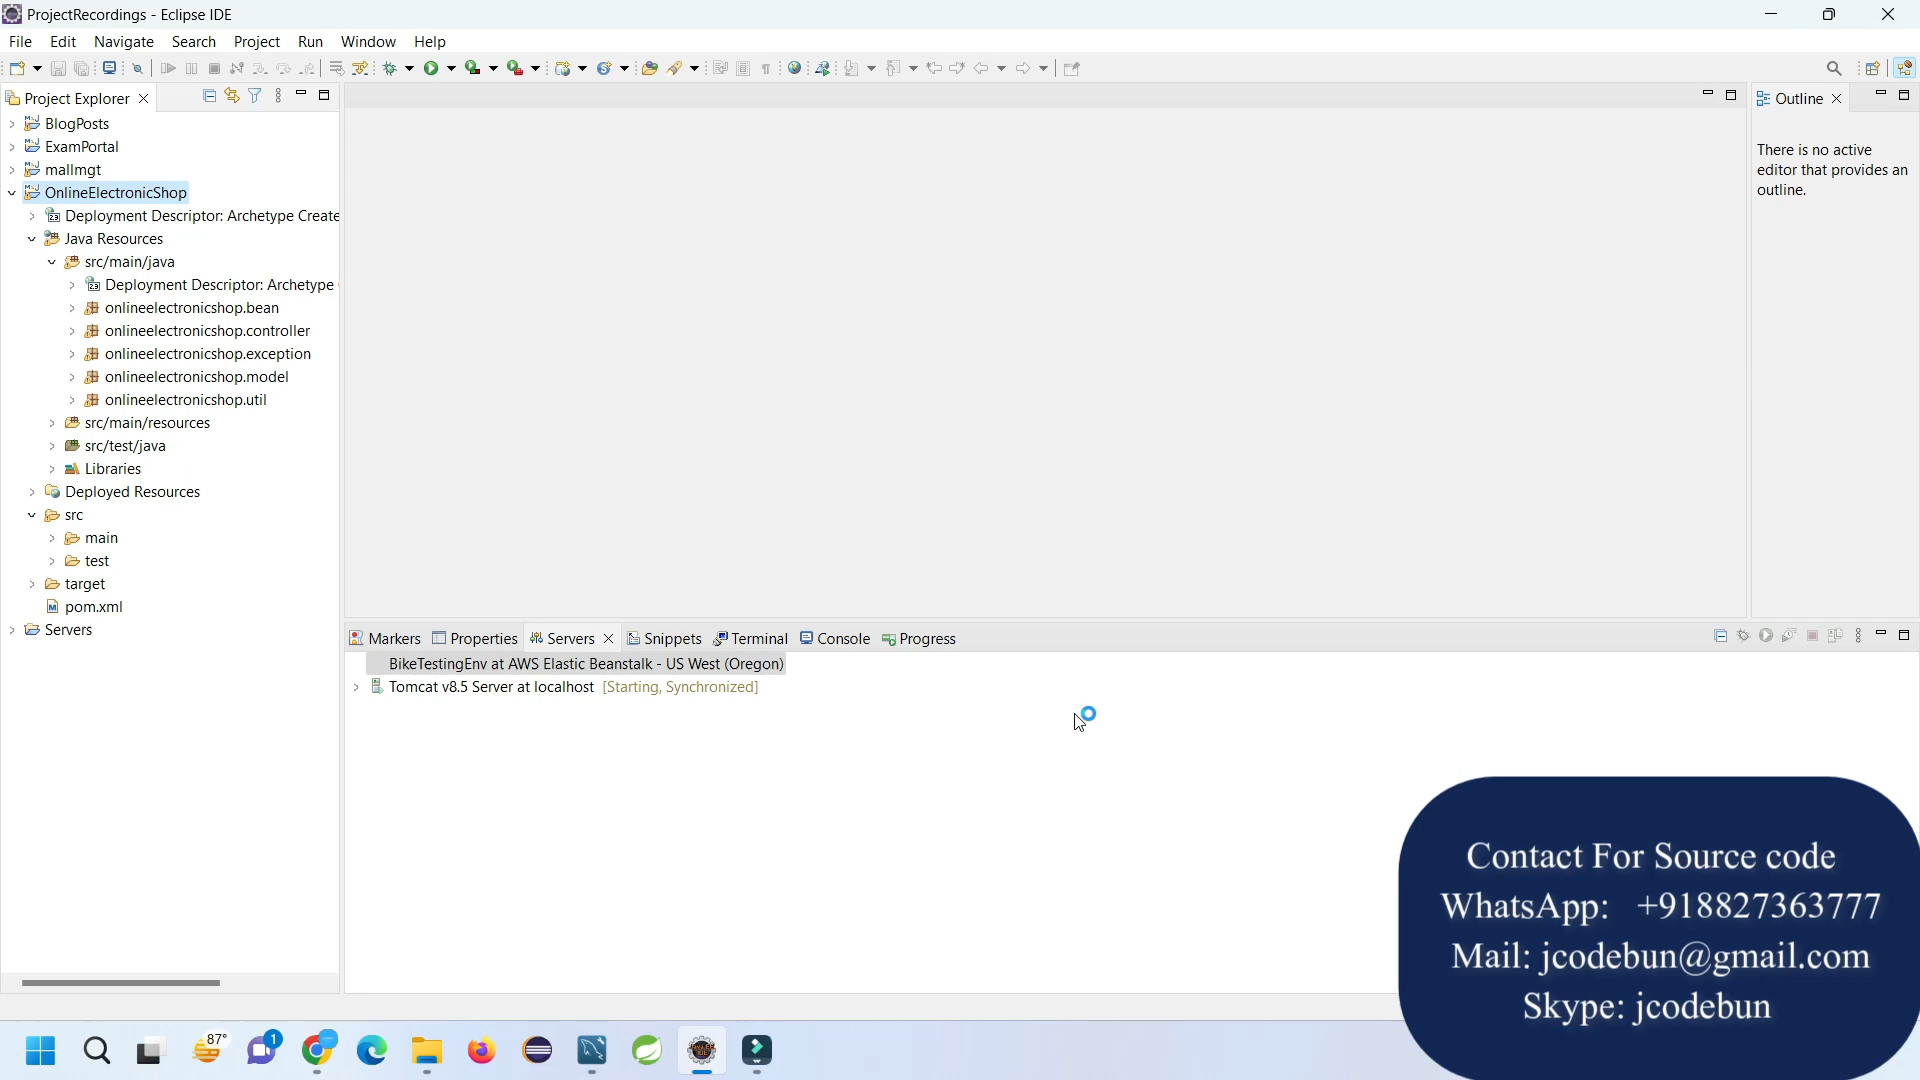 ProjectRecordings - Eclipse IDE
File Edit Navigate Search Project Run Window Help
Project Explorer
BlogPosts
ExamPortal
mallmgt
OnlineElectronicShop
Deployment Descriptor: Archetype Create
Java Resources
src/main/java
Deployment Descriptor: Archetype
onlineelectronicshop.bean
onlineelectronicshop.controller
onlineelectronicshop.exception
onlineelectronicshop.model
onlineelectronicshop.util
src/main/resources
src/test/java
Libraries
Deployed Resources
src
main
test
target
pom.xml
Servers
Outline
There is no active
editor that provides an
outline.
Markers Properties Servers Snippets Terminal Console Progress
BikeTestingEnv at AWS Elastic Beanstalk - US West (Oregon)
Tomcat v8.5 Server at localhost [Starting, Synchronized]
Contact For Source code
WhatsApp: +918827363777
Mail: jcodebun@gmail.com
Skype: jcodebun
87°
1